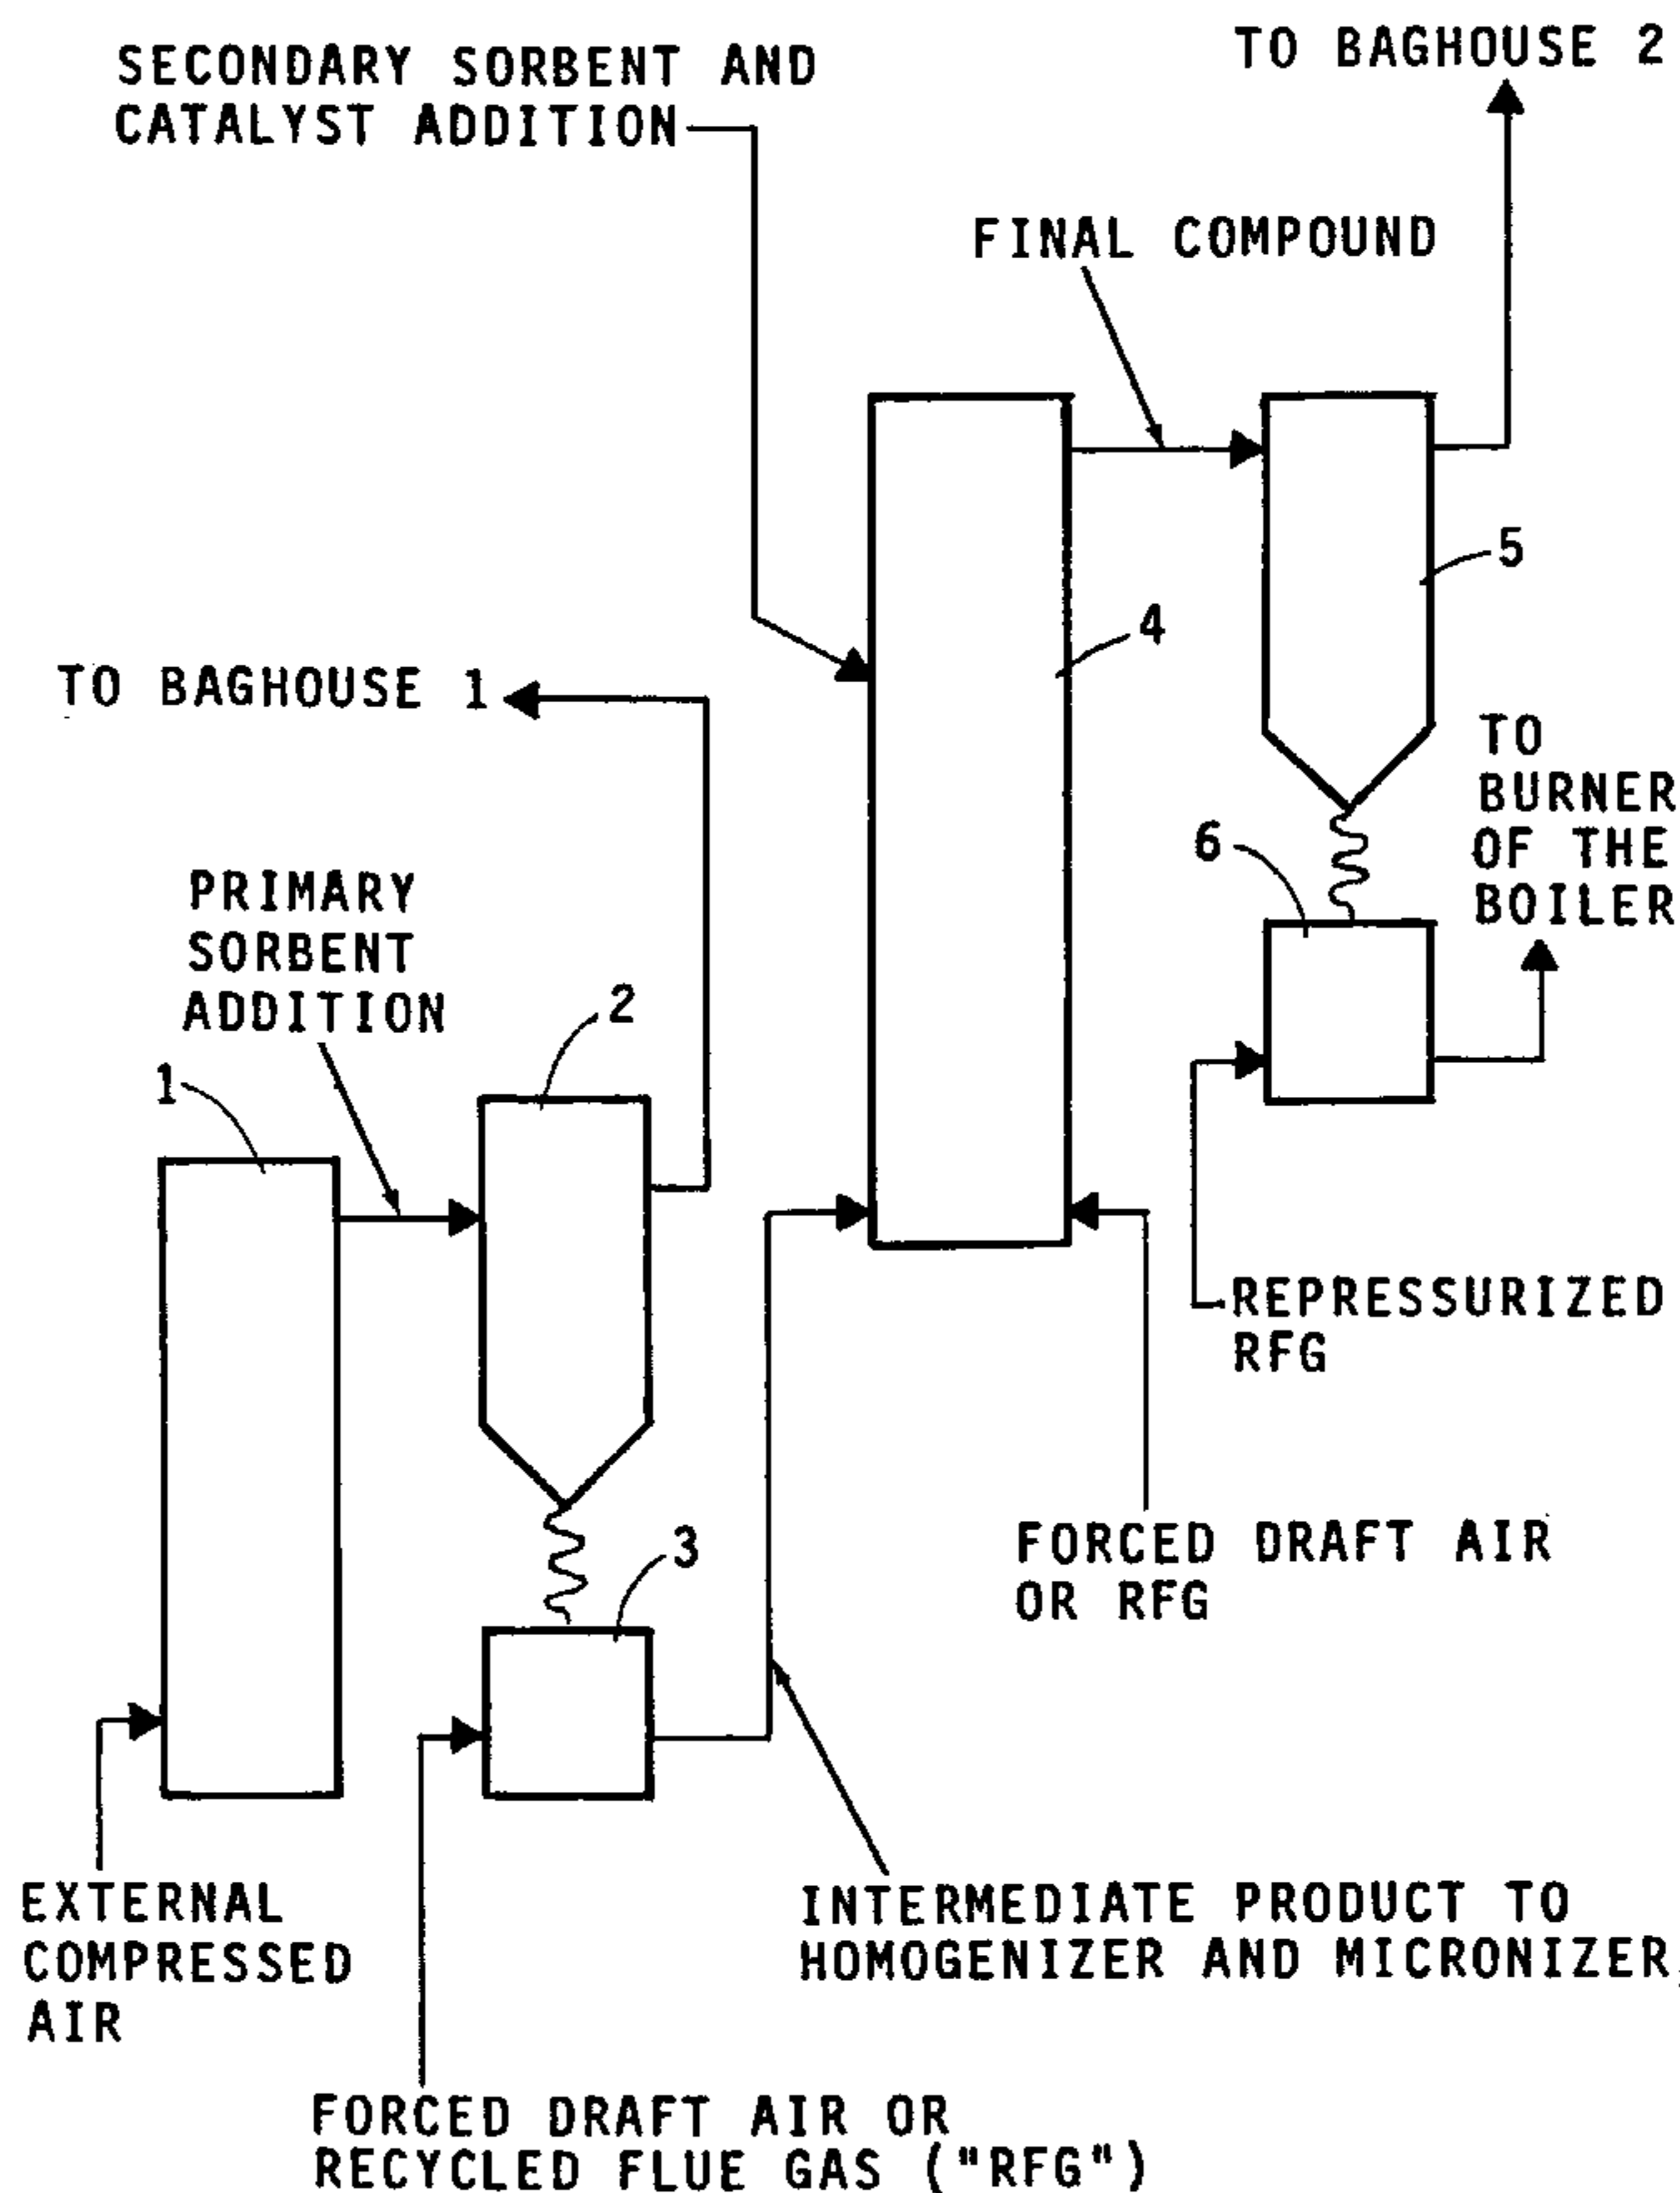 SECONDARY SORBENT AND
CATALYST ADDITION
TO BAGHOUSE 2
FINAL COMPOUND
5
4
TO BAGHOUSE 1
TO
BURNER
OF THE
BOILER
6
PRIMARY
SORBENT
ADDITION
2
1
REPRESSURIZED
RFG
3
FORCED DRAFT AIR
OR RFG
EXTERNAL
COMPRESSED
AIR
INTERMEDIATE PRODUCT TO
HOMOGENIZER AND MICRONIZER
FORCED DRAFT AIR OR
RECYCLED FLUE GAS ("RFG")